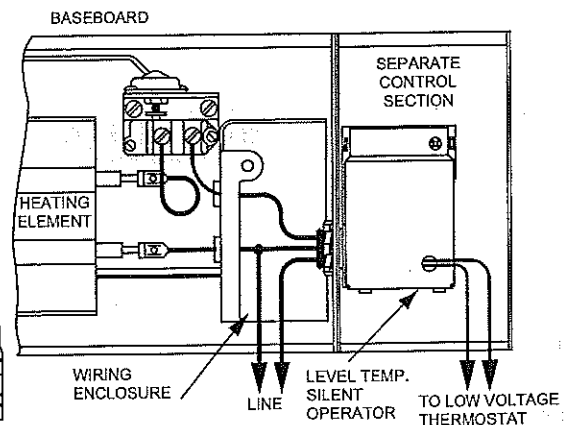 BASEBOARD
SEPARATE
CONTROL
SECTION
HEATING
ELEMENT
WIRING
ENCLOSURE
LINE
LEVEL TEMP.
SILENT
OPERATOR
TO LOW VOLTAGE
THERMOSTAT